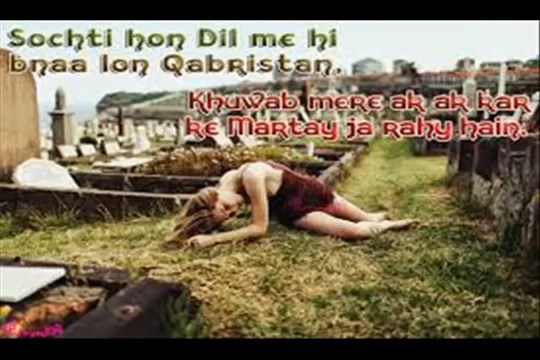 Sochti hon Dil me hi
bnaa lon Qabristan,
Khuwab mere ak ak kar
ke Martay ja rahy hain.